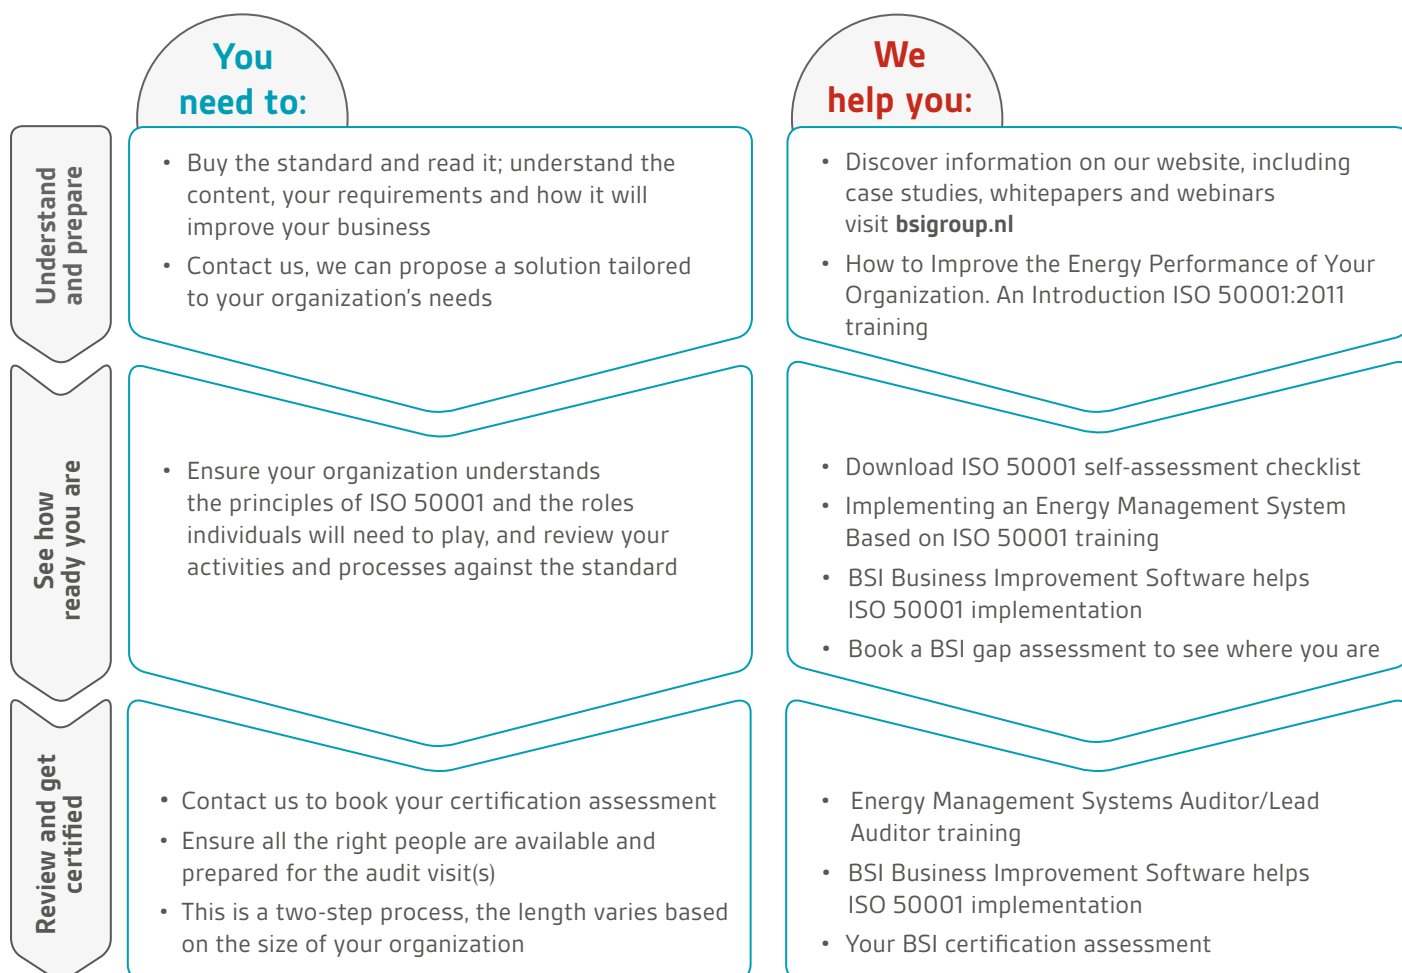 You
need to:
We
help you:
Understand
and prepare
• Buy the standard and read it; understand the
content, your requirements and how it will
improve your business
• Contact us, we can propose a solution tailored
to your organization's needs
• Discover information on our website, including
case studies, whitepapers and webinars
visit bsigroup.nl
• How to Improve the Energy Performance of Your
Organization. An Introduction ISO 50001:2011
training
See how
ready you are
• Ensure your organization understands
the principles of ISO 50001 and the roles
individuals will need to play, and review your
activities and processes against the standard
• Download ISO 50001 self-assessment checklist
• Implementing an Energy Management System
Based on ISO 50001 training
• BSI Business Improvement Software helps
ISO 50001 implementation
• Book a BSI gap assessment to see where you are
Review and get
certified
• Contact us to book your certification assessment
• Ensure all the right people are available and
prepared for the audit visit(s)
• This is a two-step process, the length varies based
on the size of your organization
• Energy Management Systems Auditor/Lead
Auditor training
• BSI Business Improvement Software helps
ISO 50001 implementation
• Your BSI certification assessment